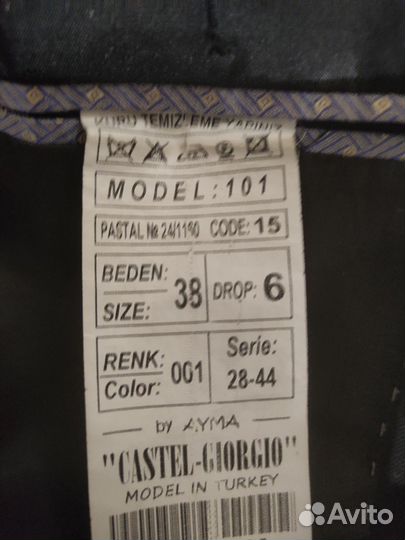 KURU TEMİZLEME YAPINIZ
MODEL: 101
PASTAL № 24/1190 CODE: 15
BEDEN:
SIZE: 38 DROP: 6
RENK:
Color: 001
Serie:
28-44
by AYMA
"CASTEL-GIORGIO"
MODEL IN TURKEY
Avito